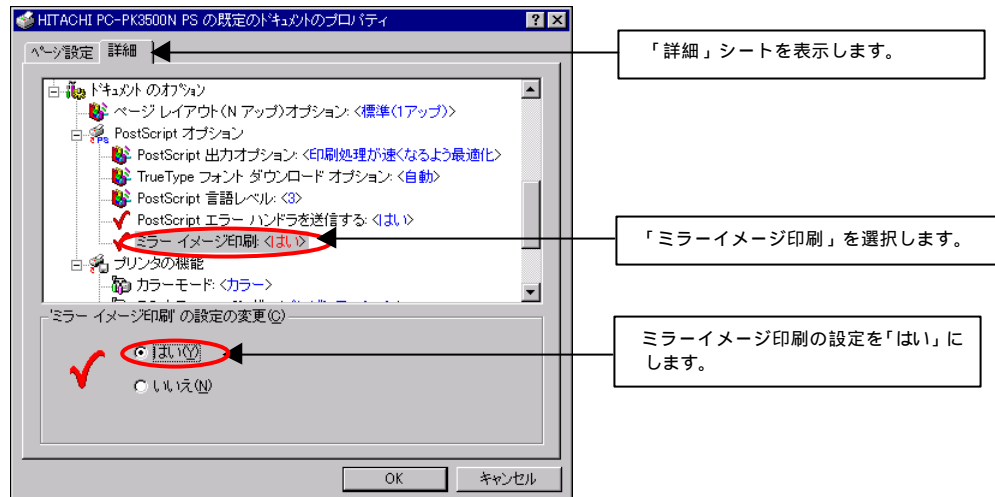 HITACHI PC-PK3500N PS の既定のドキュメントのプロパティ
ページ設定
詳細
ドキュメント のオプション
ページ レイアウト(N アップ)オプション: <標準(1アップ)>
PostScript オプション
PostScript 出力オプション: <印刷処理が速くなるよう最適化>
TrueType フォント ダウンロード オプション: <自動>
PostScript 言語レベル: <3>
PostScript エラー ハンドラを送信する: <はい>
ミラー イメージ印刷: <はい>
プリンタの機能
カラーモード: <カラー>
'ミラー イメージ印刷' の設定の変更(C)
はい(Y)
いいえ(N)
OK
キャンセル
「詳細」シートを表示します。
「ミラーイメージ印刷」を選択します。
ミラーイメージ印刷の設定を「はい」に
します。